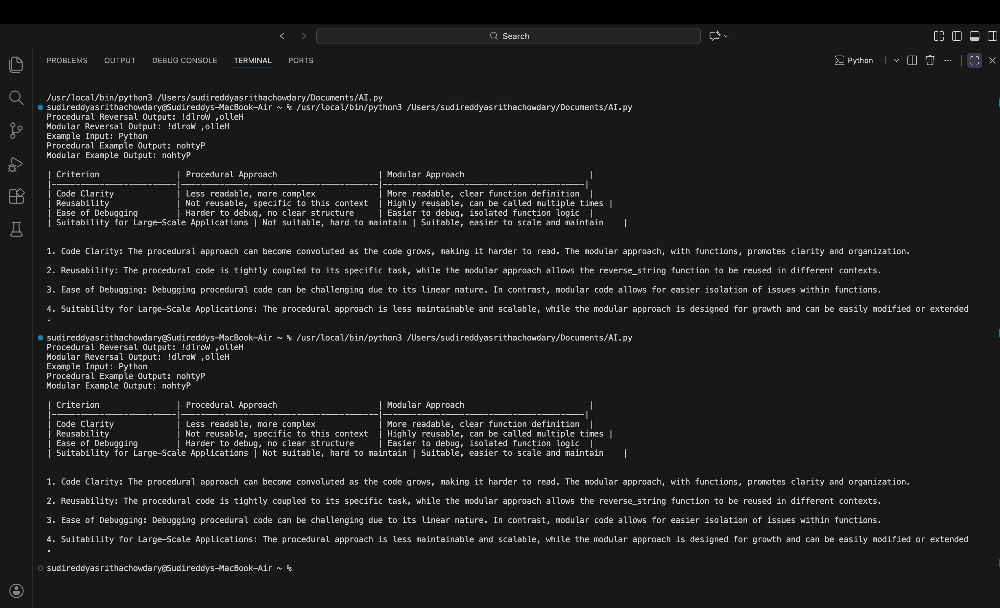 Search
PROBLEMS OUTPUT DEBUG CONSOLE TERMINAL PORTS Python
/usr/local/bin/python3 /Users/sudireddyasrithachowdary/Documents/AI.py
sudireddyasrithachowdary@Sudireddys-MacBook-Air ~ % /usr/local/bin/python3 /Users/sudireddyasrithachowdary/Documents/AI.py
Procedural Reversal Output: !dlroW ,olleH
Modular Reversal Output: !dlroW ,olleH
Example Input: Python
Procedural Example Output: nohtyP
Modular Example Output: nohtyP
| Criterion                | Procedural Approach                     | Modular Approach                          |
|--------------------------|-----------------------------------------|------------------------------------------|
| Code Clarity             | Less readable, more complex             | More readable, clear function definition  |
| Reusability              | Not reusable, specific to this context  | Highly reusable, can be called multiple times |
| Ease of Debugging        | Harder to debug, no clear structure     | Easier to debug, isolated function logic  |
| Suitability for Large-Scale Applications | Not suitable, hard to maintain | Suitable, easier to scale and maintain    |
1. Code Clarity: The procedural approach can become convoluted as the code grows, making it harder to read. The modular approach, with functions, promotes clarity and organization.
2. Reusability: The procedural code is tightly coupled to its specific task, while the modular approach allows the reverse_string function to be reused in different contexts.
3. Ease of Debugging: Debugging procedural code can be challenging due to its linear nature. In contrast, modular code allows for easier isolation of issues within functions.
4. Suitability for Large-Scale Applications: The procedural approach is less maintainable and scalable, while the modular approach is designed for growth and can be easily modified or extended
.
sudireddyasrithachowdary@Sudireddys-MacBook-Air ~ % /usr/local/bin/python3 /Users/sudireddyasrithachowdary/Documents/AI.py
Procedural Reversal Output: !dlroW ,olleH
Modular Reversal Output: !dlroW ,olleH
Example Input: Python
Procedural Example Output: nohtyP
Modular Example Output: nohtyP
| Criterion                | Procedural Approach                     | Modular Approach                          |
|--------------------------|-----------------------------------------|------------------------------------------|
| Code Clarity             | Less readable, more complex             | More readable, clear function definition  |
| Reusability              | Not reusable, specific to this context  | Highly reusable, can be called multiple times |
| Ease of Debugging        | Harder to debug, no clear structure     | Easier to debug, isolated function logic  |
| Suitability for Large-Scale Applications | Not suitable, hard to maintain | Suitable, easier to scale and maintain    |
1. Code Clarity: The procedural approach can become convoluted as the code grows, making it harder to read. The modular approach, with functions, promotes clarity and organization.
2. Reusability: The procedural code is tightly coupled to its specific task, while the modular approach allows the reverse_string function to be reused in different contexts.
3. Ease of Debugging: Debugging procedural code can be challenging due to its linear nature. In contrast, modular code allows for easier isolation of issues within functions.
4. Suitability for Large-Scale Applications: The procedural approach is less maintainable and scalable, while the modular approach is designed for growth and can be easily modified or extended
.
sudireddyasrithachowdary@Sudireddys-MacBook-Air ~ %